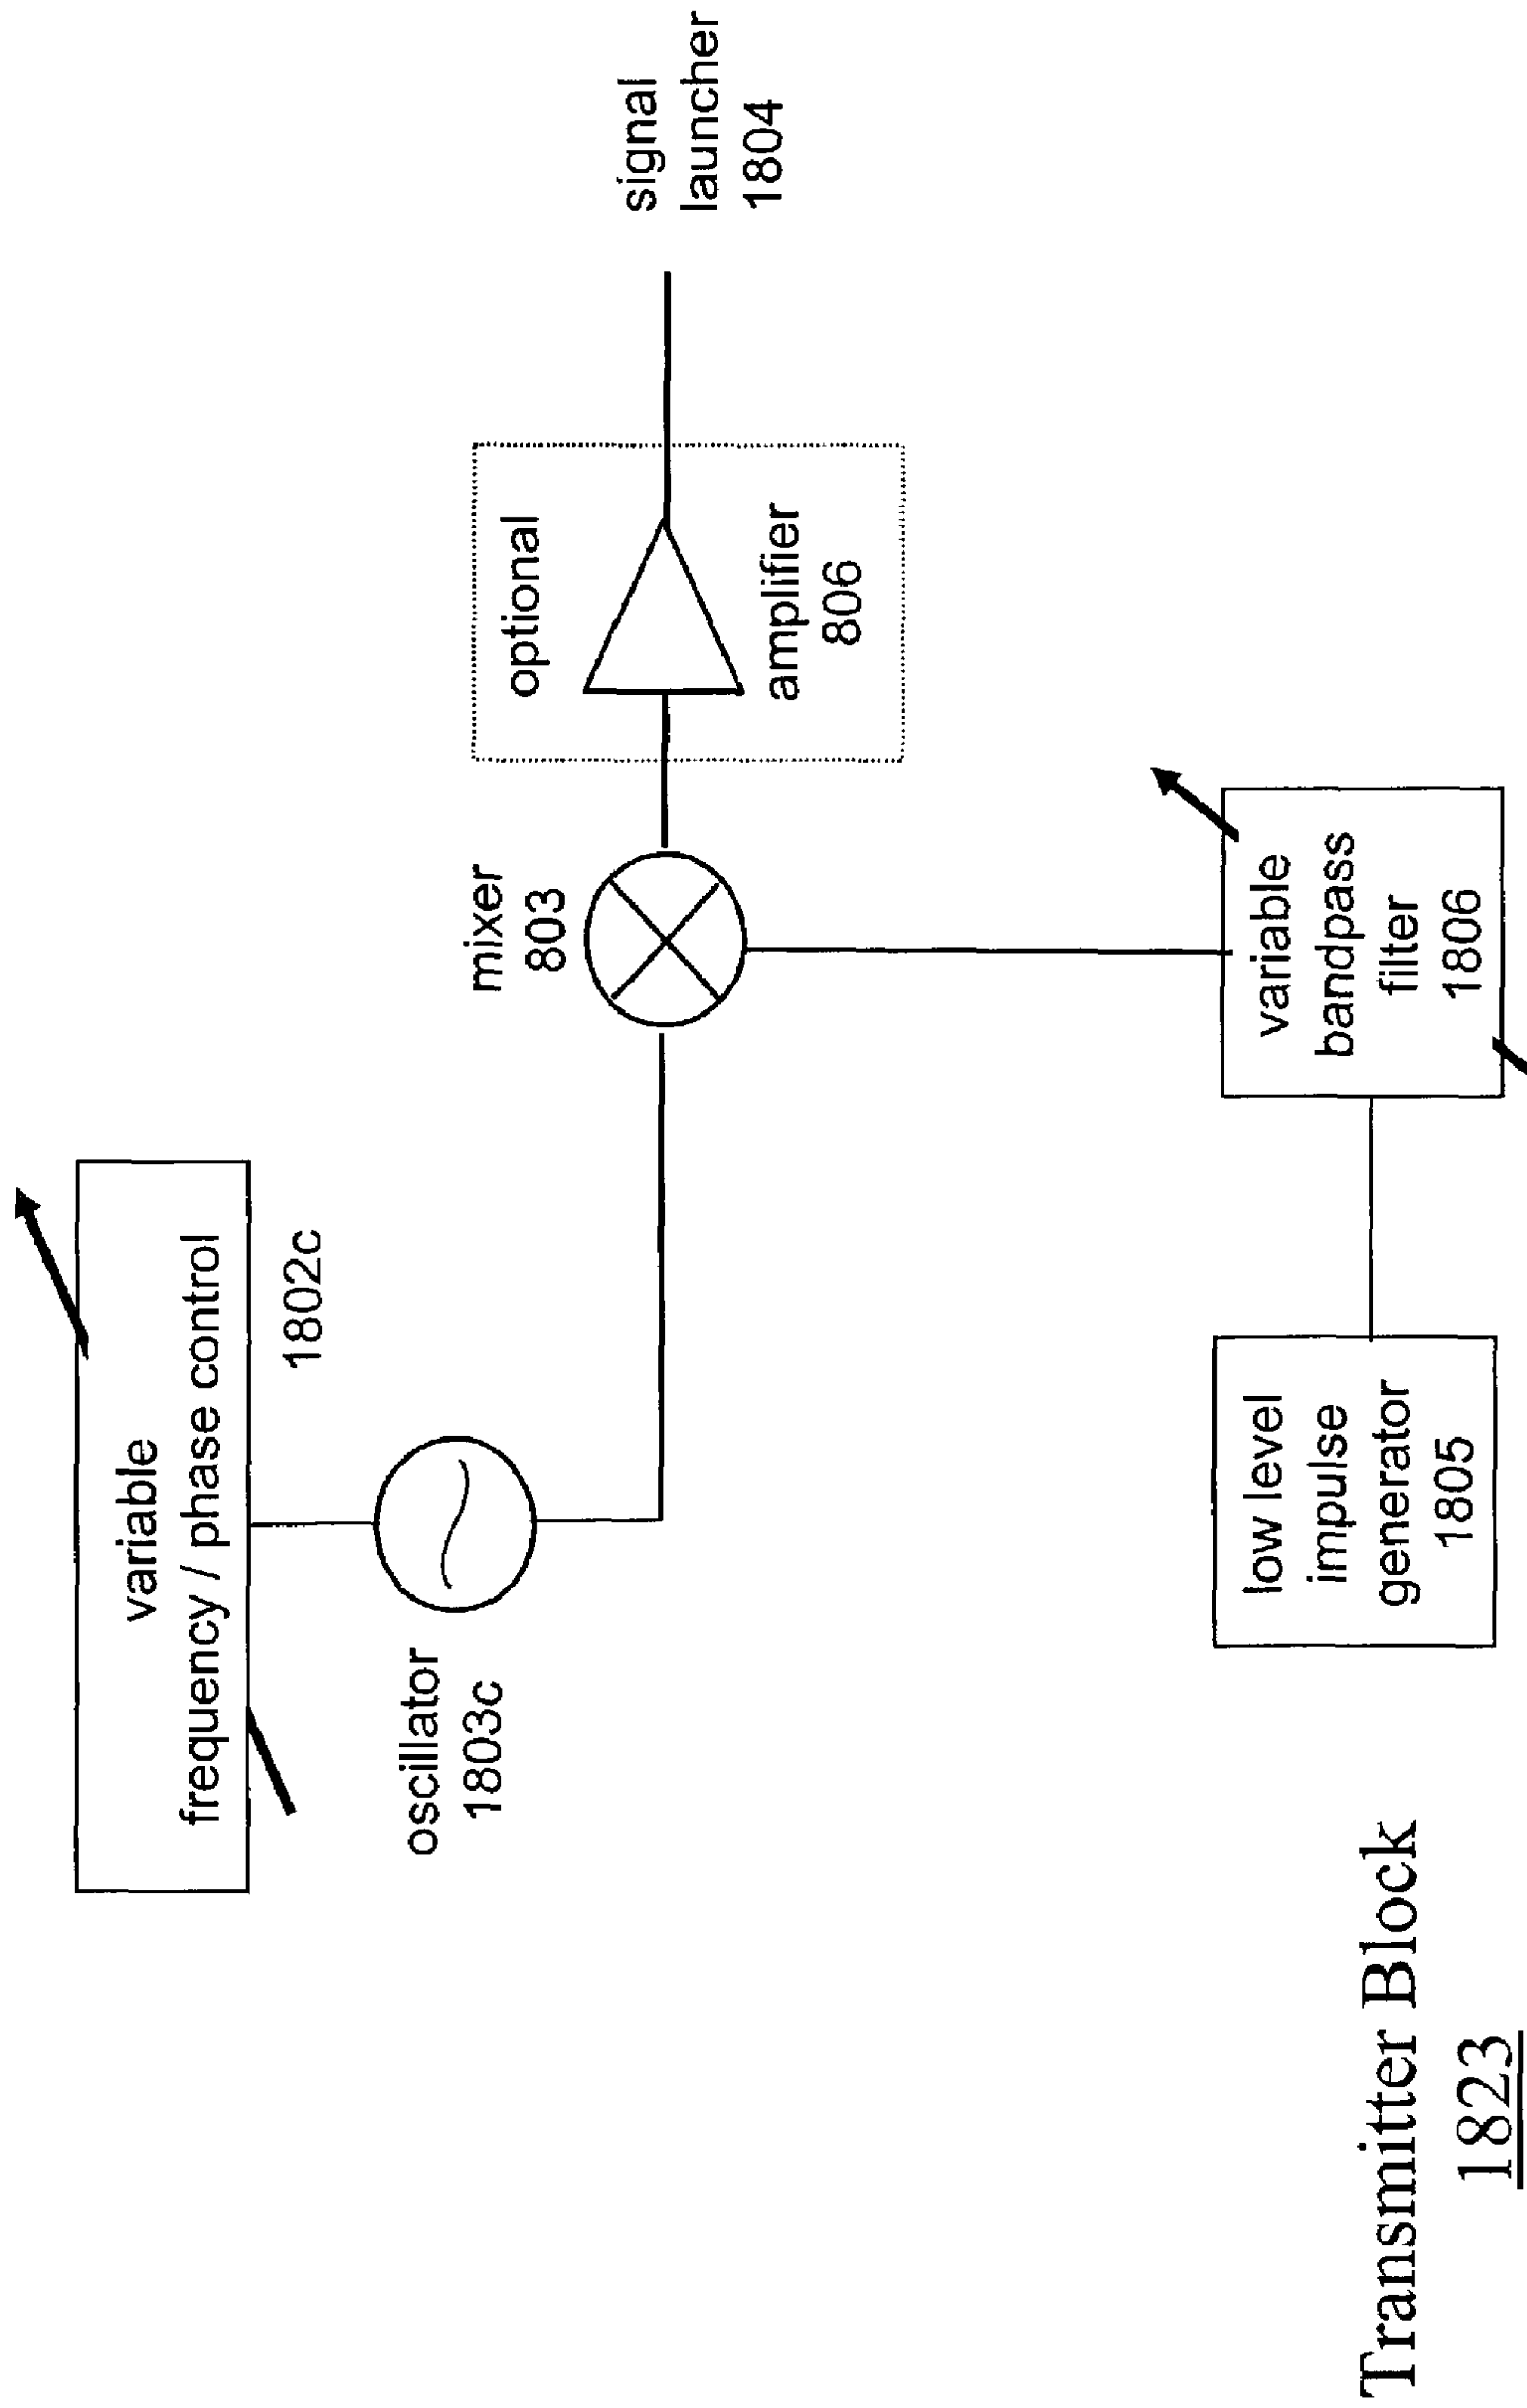 variable
frequency / phase control
1802c
oscillator
1803c
mixer
803
optional
amplifier
806
signal
launcher
1804
low level
impulse
generator
1805
variable
bandpass
filter
1806
Transmitter Block
1823